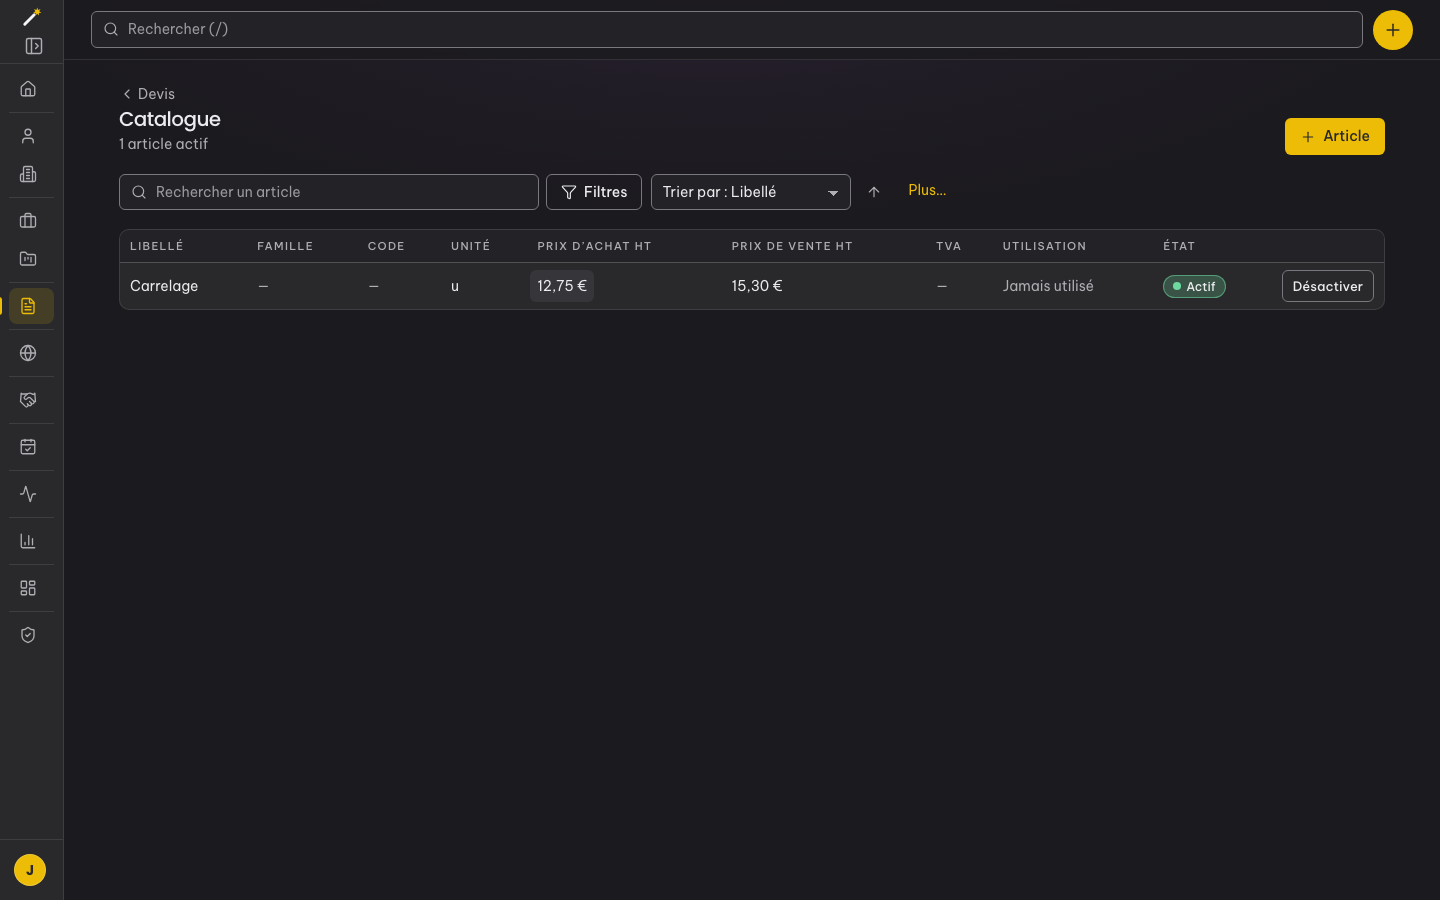 Rechercher (/)
Devis
Catalogue
1 article actif
Article
Rechercher un article
Filtres
Trier par : Libellé
Plus…
LIBELLÉ FAMILLE CODE UNITÉ PRIX D'ACHAT HT PRIX DE VENTE HT TVA UTILISATION ÉTAT
Carrelage — — u 12,75 € 15,30 € — Jamais utilisé Actif Désactiver
J